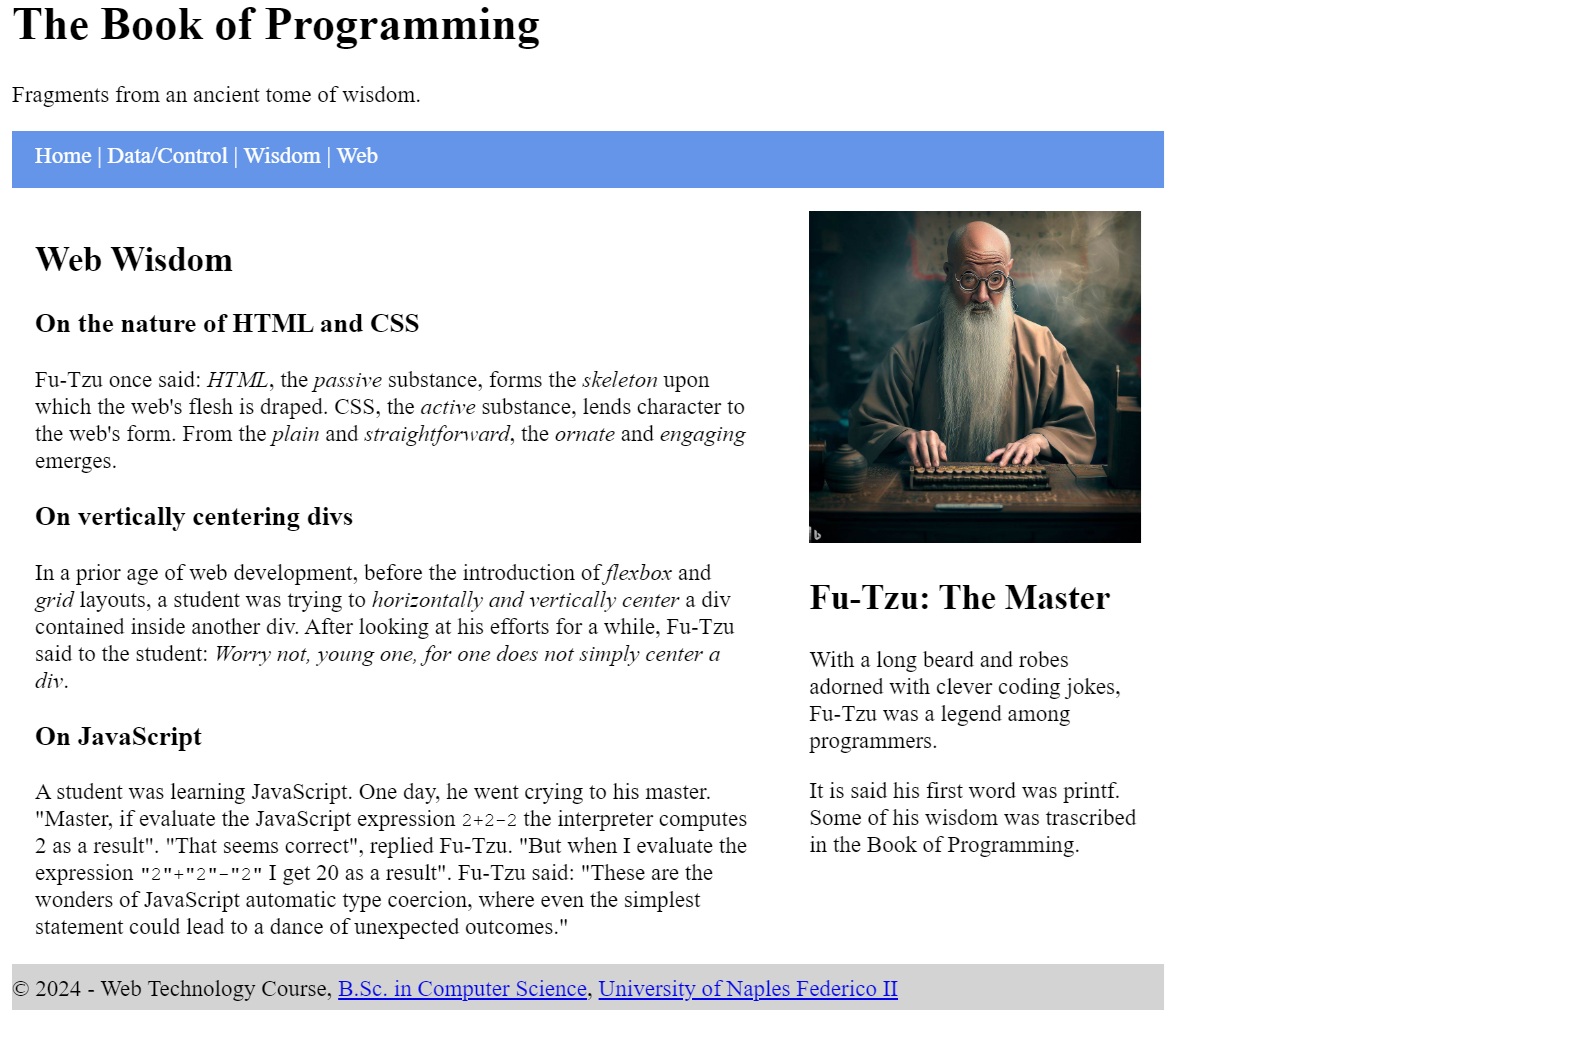 The Book of Programming
Fragments from an ancient tome of wisdom.
Home | Data/Control | Wisdom | Web
Web Wisdom
On the nature of HTML and CSS
Fu-Tzu once said: HTML, the passive substance, forms the skeleton upon
which the web's flesh is draped. CSS, the active substance, lends character to
the web's form. From the plain and straightforward, the ornate and engaging
emerges.
On vertically centering divs
In a prior age of web development, before the introduction of flexbox and
grid layouts, a student was trying to horizontally and vertically center a div
contained inside another div. After looking at his efforts for a while, Fu-Tzu
said to the student: Worry not, young one, for one does not simply center a
div.
On JavaScript
A student was learning JavaScript. One day, he went crying to his master.
"Master, if evaluate the JavaScript expression 2+2-2 the interpreter computes
2 as a result". "That seems correct", replied Fu-Tzu. "But when I evaluate the
expression "2"+"2"-"2" I get 20 as a result". Fu-Tzu said: "These are the
wonders of JavaScript automatic type coercion, where even the simplest
statement could lead to a dance of unexpected outcomes."
Fu-Tzu: The Master
With a long beard and robes
adorned with clever coding jokes,
Fu-Tzu was a legend among
programmers.
It is said his first word was printf.
Some of his wisdom was trascribed
in the Book of Programming.
© 2024 - Web Technology Course, B.Sc. in Computer Science, University of Naples Federico II